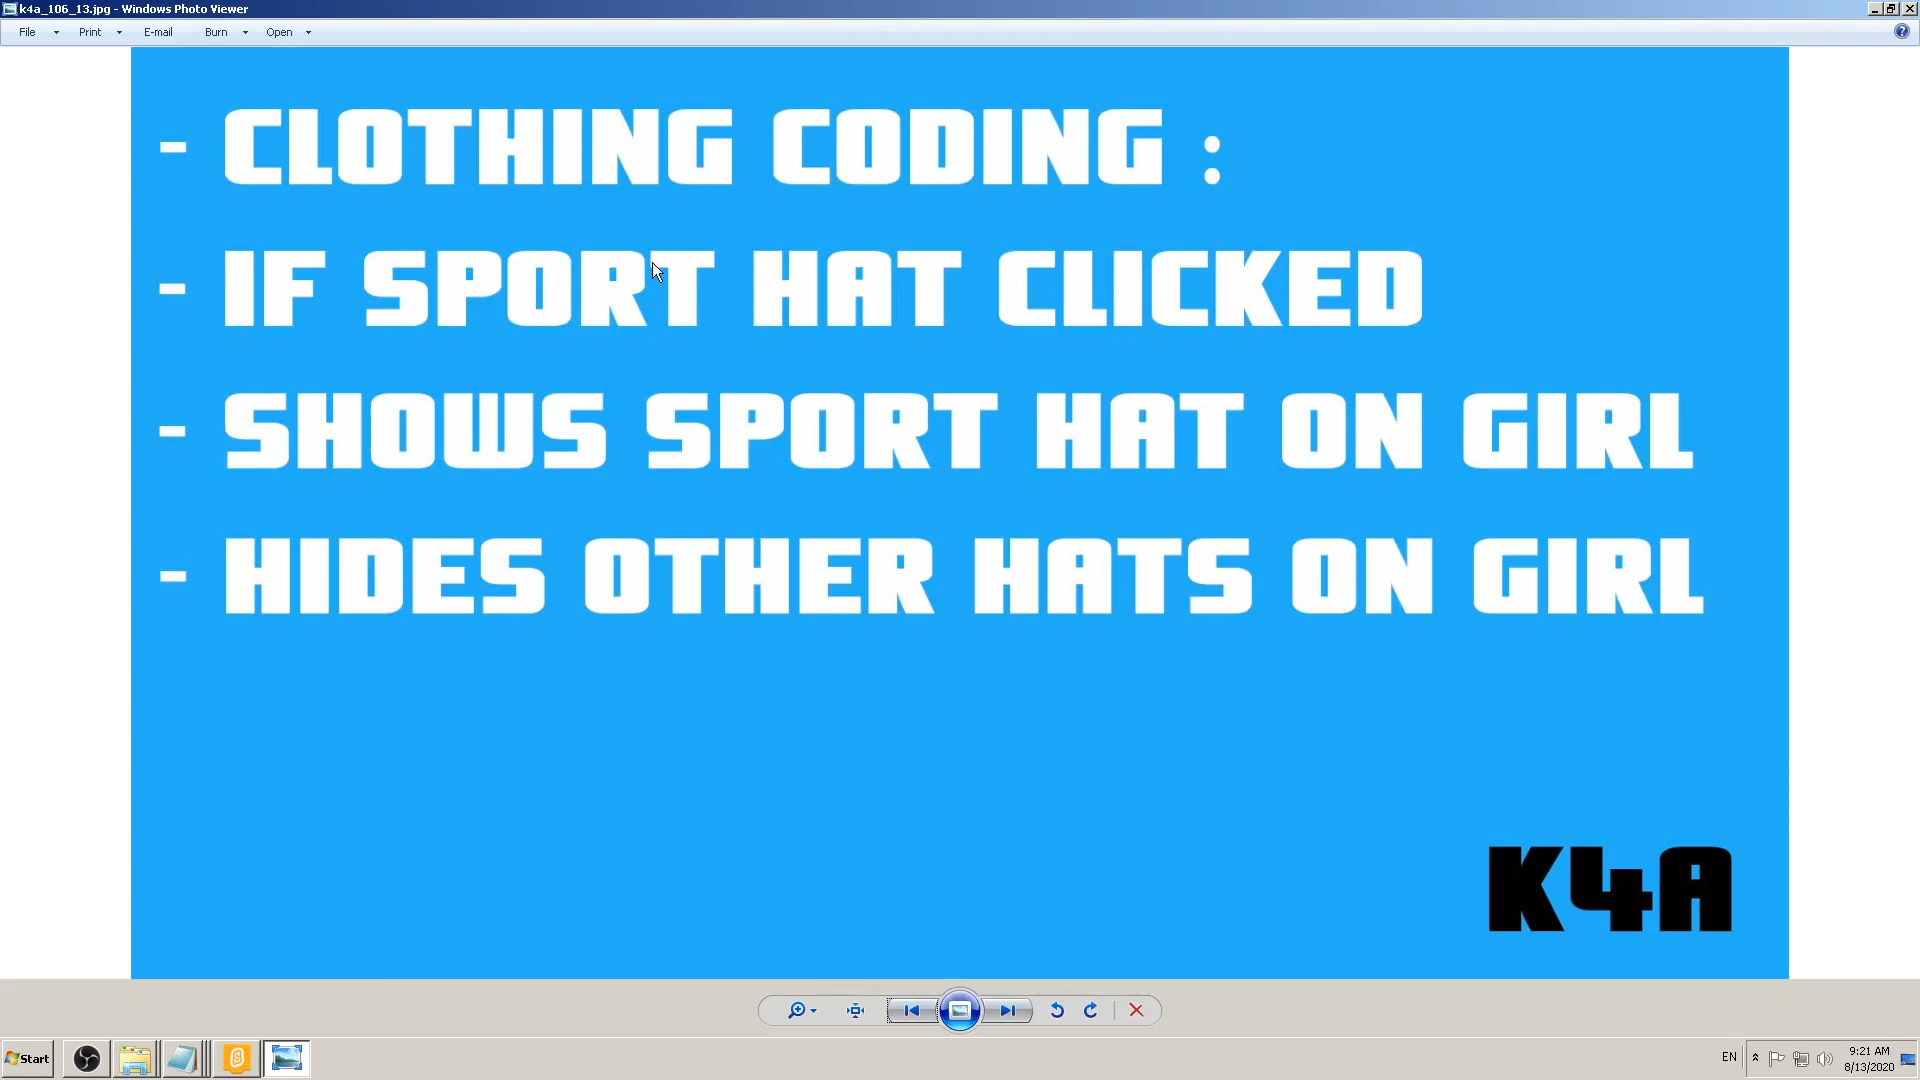 k4a_106_13.jpg - Windows Photo Viewer
File Print E-mail Burn Open
- CLOTHING CODING :
- IF SPORT HAT CLICKED
- SHOWS SPORT HAT ON GIRL
- HIDES OTHER HATS ON GIRL
K4A
Start
EN
9:21 AM
8/13/2020